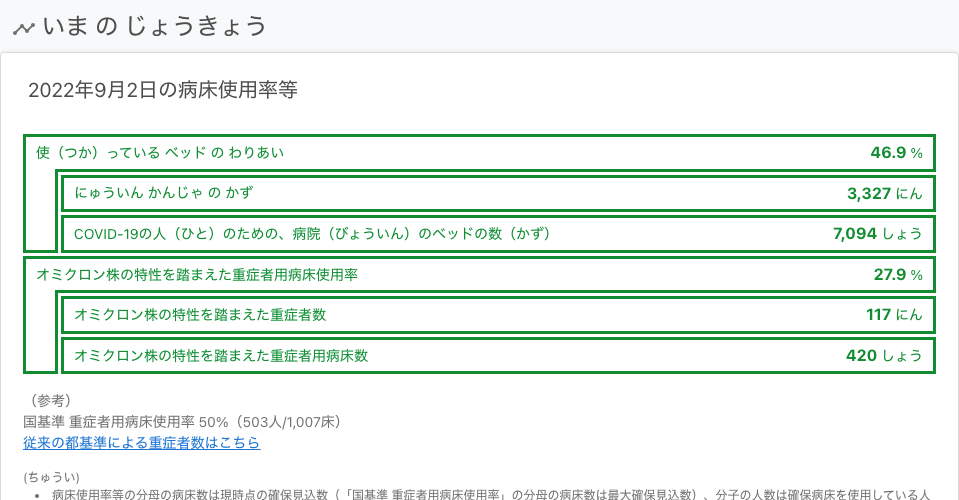 いま の じょうきょう
2022年9月2日の病床使用率等
使（つか）っている ベッド の わりあい 46.9 %
にゅういん かんじゃ の かず 3,327 にん
COVID-19の人（ひと）のための、病院（びょういん）のベッドの数（かず） 7,094 しょう
オミクロン株の特性を踏まえた重症者用病床使用率 27.9 %
オミクロン株の特性を踏まえた重症者数 117 にん
オミクロン株の特性を踏まえた重症者用病床数 420 しょう
（参考）
国基準 重症者用病床使用率 50%（503人/1,007床）
従来の都基準による重症者数はこちら
(ちゅうい)
• 病床使用率等の分母の病床数は現時点の確保見込数（「国基準 重症者用病床使用率」の分母の病床数は最大確保見込数）、分子の人数は確保病床を使用している人